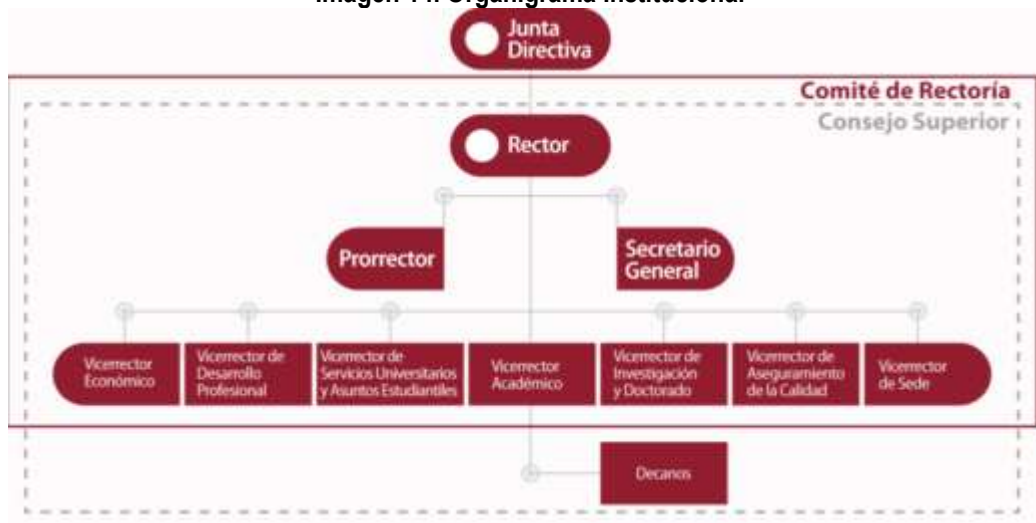 Junta
Directiva
Comité de Rectoría
Consejo Superior
Rector
Prorrector
Secretario
General
Vicerrector
Económico
Vicerrector de
Desarrollo
Profesional
Vicerrector de
Servicios Universitarios
y Asuntos Estudiantiles
Vicerrector
Académico
Vicerrector de
Investigación
y Doctorado
Vicerrector de
Aseguramiento
de la Calidad
Vicerrector
de Sede
Decanos